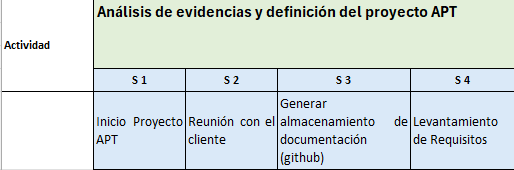 Análisis de evidencias y definición del proyecto APT
Actividad
S 1 S 2 S 3 S 4
Inicio Proyecto APT
Reunión con el cliente
Generar almacenamiento de documentación (github)
Levantamiento de Requisitos